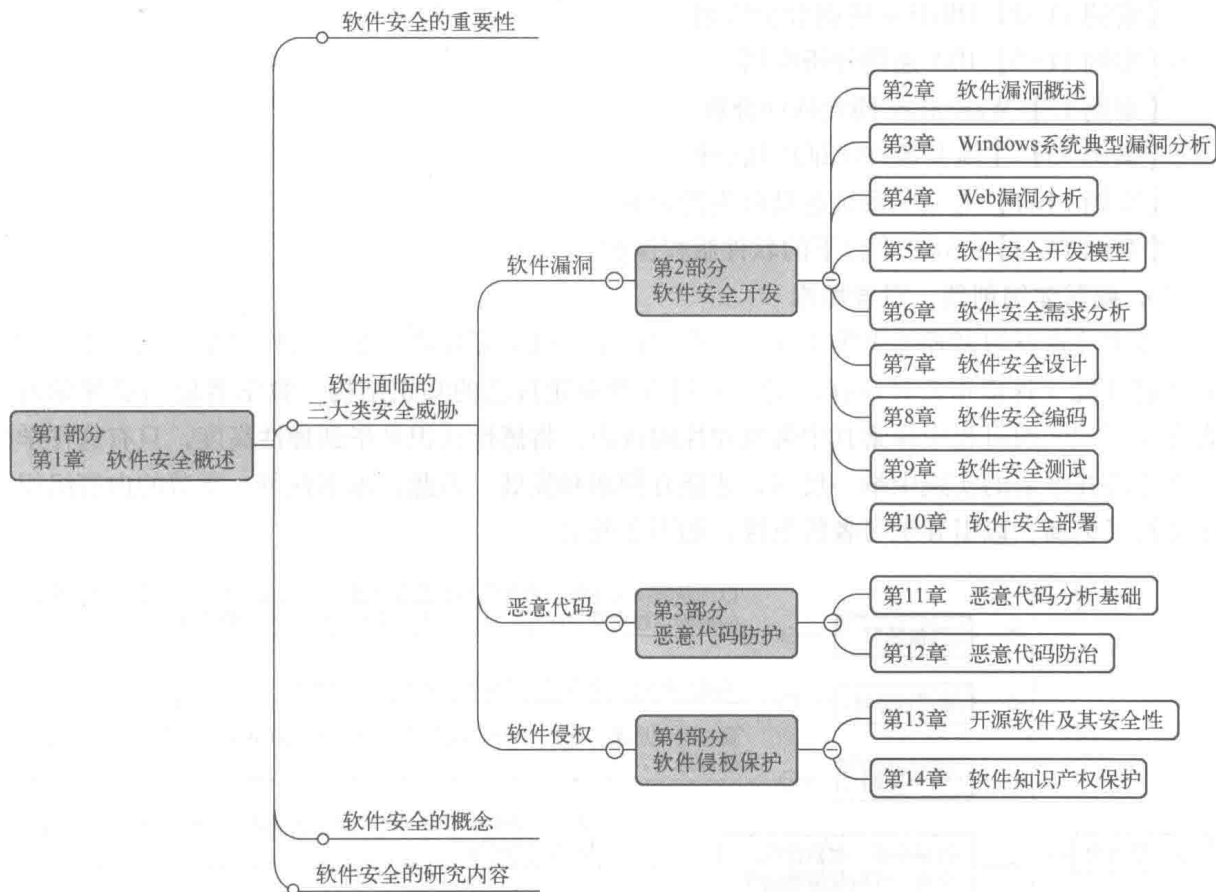 软件安全的重要性
第2章 软件漏洞概述
第3章 Windows系统典型漏洞分析
第4章 Web漏洞分析
软件漏洞
第2部分
软件安全开发
第5章 软件安全开发模型
第6章 软件安全需求分析
第7章 软件安全设计
第8章 软件安全编码
第9章 软件安全测试
第10章 软件安全部署
软件面临的
三大类安全威胁
第1部分
第1章 软件安全概述
恶意代码
第3部分
恶意代码防护
第11章 恶意代码分析基础
第12章 恶意代码防治
软件侵权
第4部分
软件侵权保护
第13章 开源软件及其安全性
第14章 软件知识产权保护
软件安全的概念
软件安全的研究内容